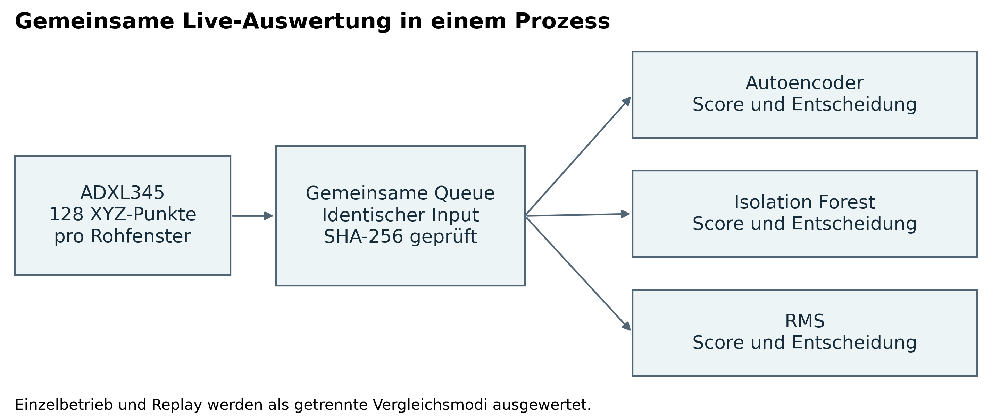 Gemeinsame Live-Auswertung in einem Prozess
ADXL345
128 XYZ-Punkte
pro Rohfenster
Gemeinsame Queue
Identischer Input
SHA-256 geprüft
Autoencoder
Score und Entscheidung
Isolation Forest
Score und Entscheidung
RMS
Score und Entscheidung
Einzelbetrieb und Replay werden als getrennte Vergleichsmodi ausgewertet.